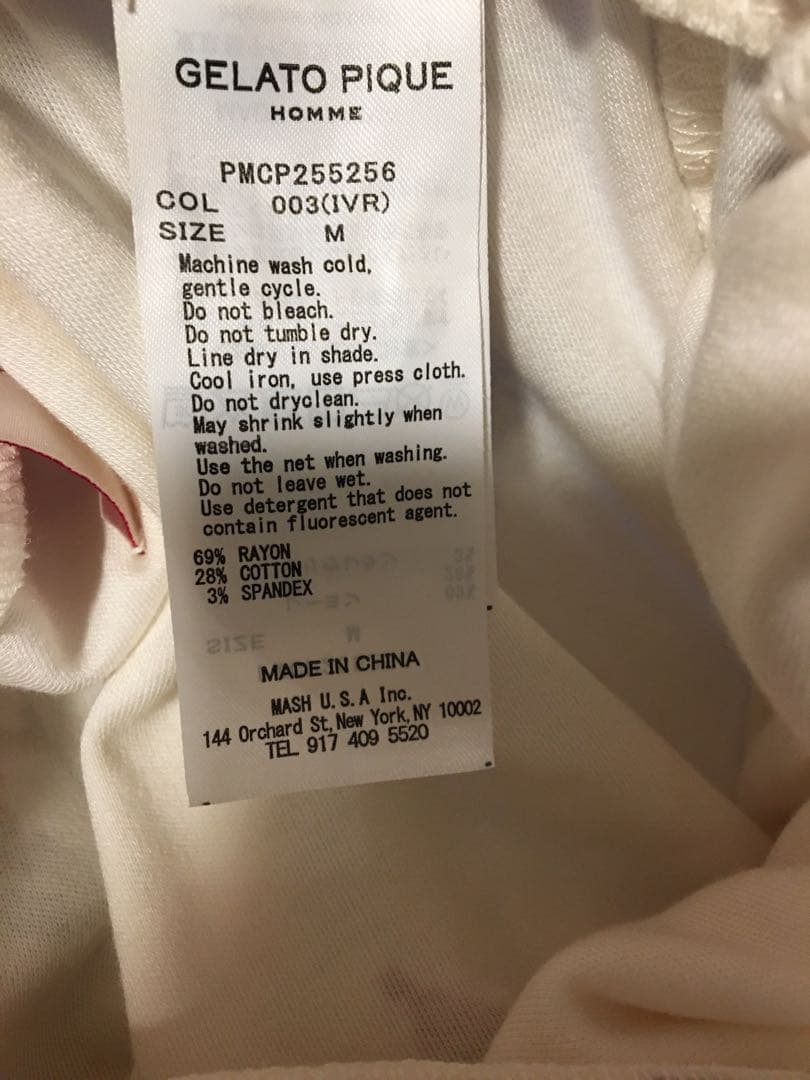 GELATO PIQUE
HOMME
PMCP255256
COL 003(IVR)
SIZE M
Machine wash cold,
gentle cycle.
Do not bleach.
Do not tumble dry.
Line dry in shade.
Cool iron, use press cloth.
Do not dryclean.
May shrink slightly when
washed.
Use the net when washing.
Do not leave wet.
Use detergent that does not
contain fluorescent agent.
69% RAYON
28% COTTON
3% SPANDEX
SIZE M
MADE IN CHINA
MASH U.S.A Inc.
144 Orchard St, New York, NY 10002
TEL 917 409 5520